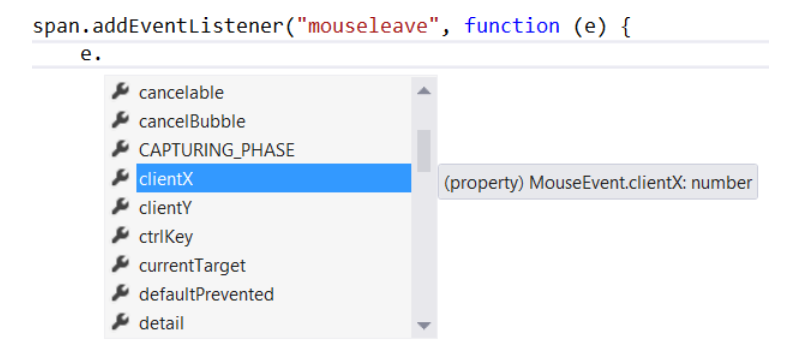 span.addEventListener("mouseleave", function (e) {
e.
cancelable
cancelBubble
CAPTURING_PHASE
clientX
(property) MouseEvent.clientX: number
clientY
ctrlKey
currentTarget
defaultPrevented
detail